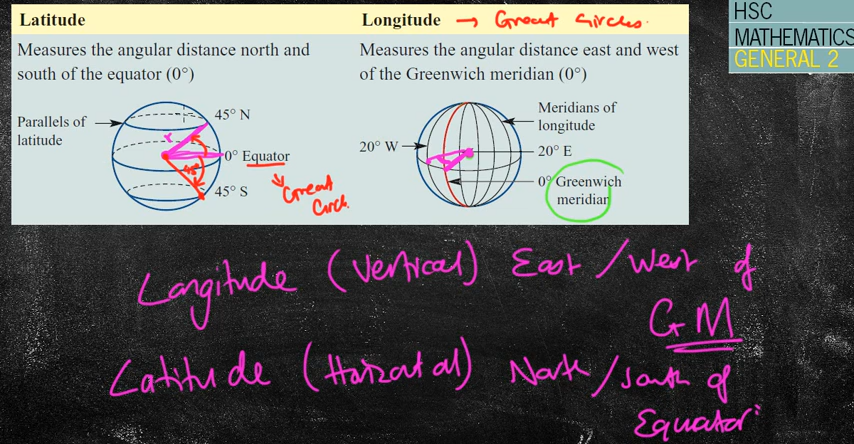 Latitude
Longitude → Great Circles.
HSC
MATHEMATICS
GENERAL 2
Measures the angular distance north and
south of the equator (0°)
Measures the angular distance east and west
of the Greenwich meridian (0°)
Parallels of
latitude
45° N
0° Equator
45° S
45°
Great
Circle.
20° W
Meridians of
longitude
20° E
0° Greenwich
meridian
Longitude (Vertical) East / West of
GM
Latitude (Horizontal) North / South of
Equator